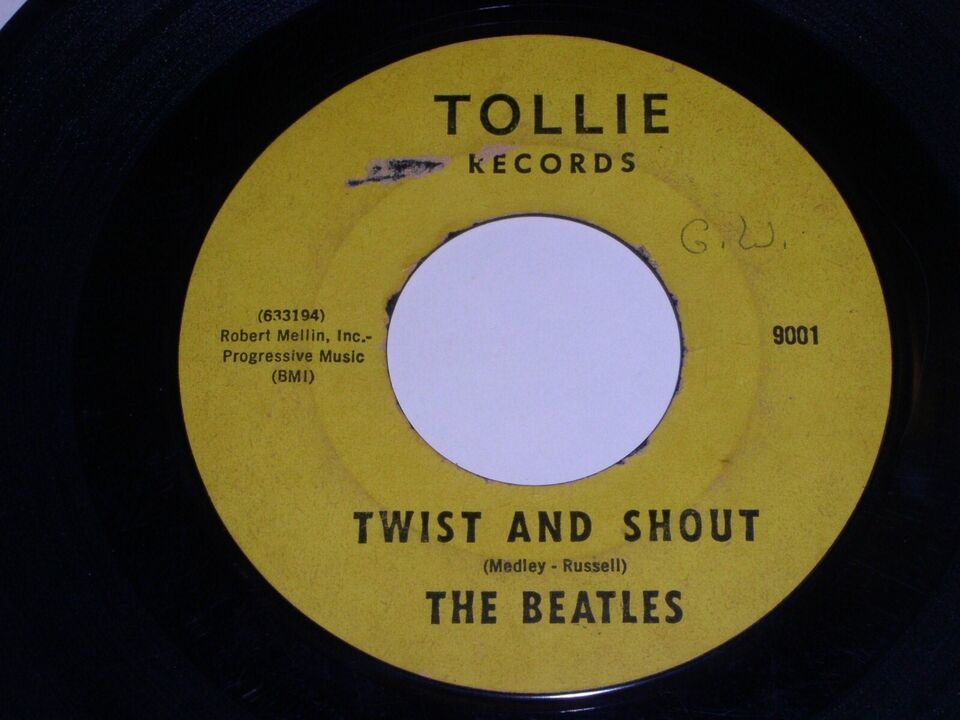 TOLLIE
RECORDS
G.W.
(633194)
Robert Mellin, Inc.-
Progressive Music
(BMI)
9001
TWIST AND SHOUT
(Medley - Russell)
THE BEATLES